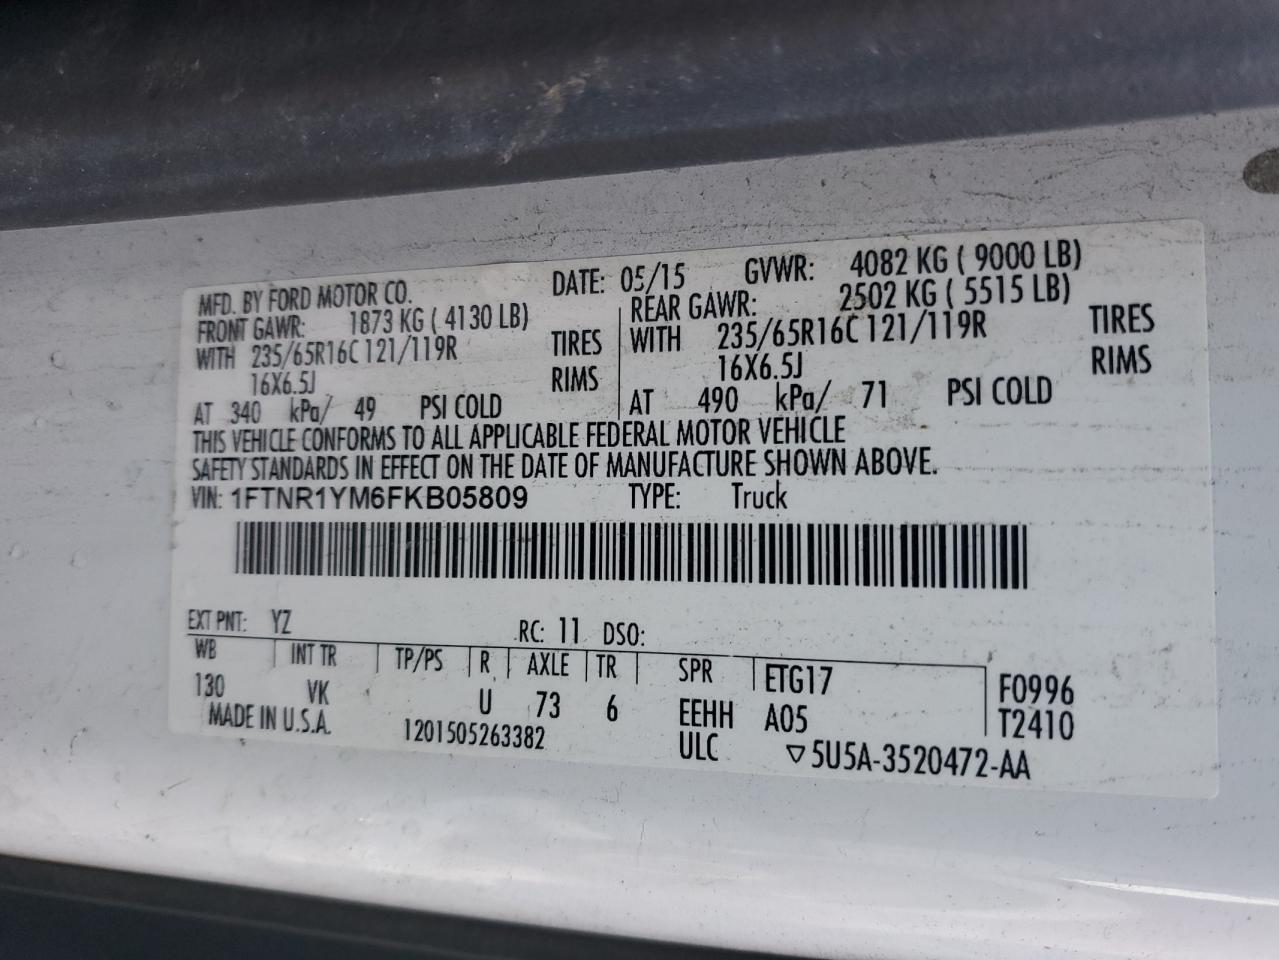 MFD. BY FORD MOTOR CO. DATE: 05/15 GVWR: 4082 KG ( 9000 LB)
FRONT GAWR: 1873 KG ( 4130 LB) REAR GAWR: 2502 KG ( 5515 LB)
WITH 235/65R16C 121/119R TIRES WITH 235/65R16C 121/119R TIRES
16X6.5J RIMS 16X6.5J RIMS
AT 340 kPa/ 49 PSI COLD AT 490 kPa/ 71 PSI COLD
THIS VEHICLE CONFORMS TO ALL APPLICABLE FEDERAL MOTOR VEHICLE
SAFETY STANDARDS IN EFFECT ON THE DATE OF MANUFACTURE SHOWN ABOVE.
VIN: 1FTNR1YM6FKB05809 TYPE: Truck
EXT PNT: YZ RC: 11 DSO:
WB INT TR TP/PS R AXLE TR SPR ETG17 F0996
130 VK U 73 6 EEHH A05 T2410
MADE IN U.S.A. 1201505263382 ULC ▽5U5A-3520472-AA